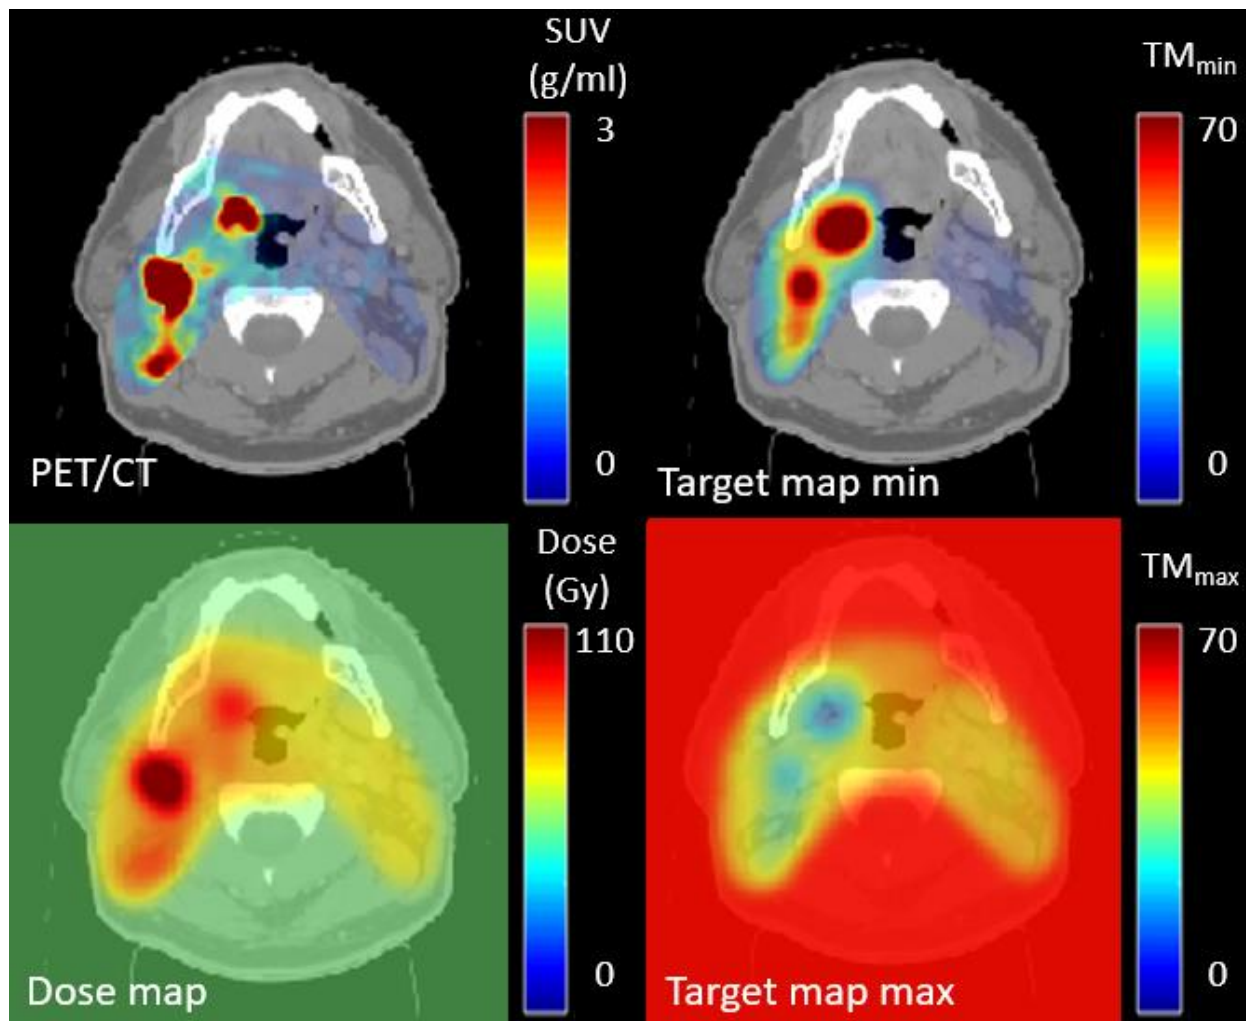 SUV
(g/ml)
3
0
PET/CT
TMmin
70
0
Target map min
Dose
(Gy)
110
0
Dose map
TMmax
70
0
Target map max